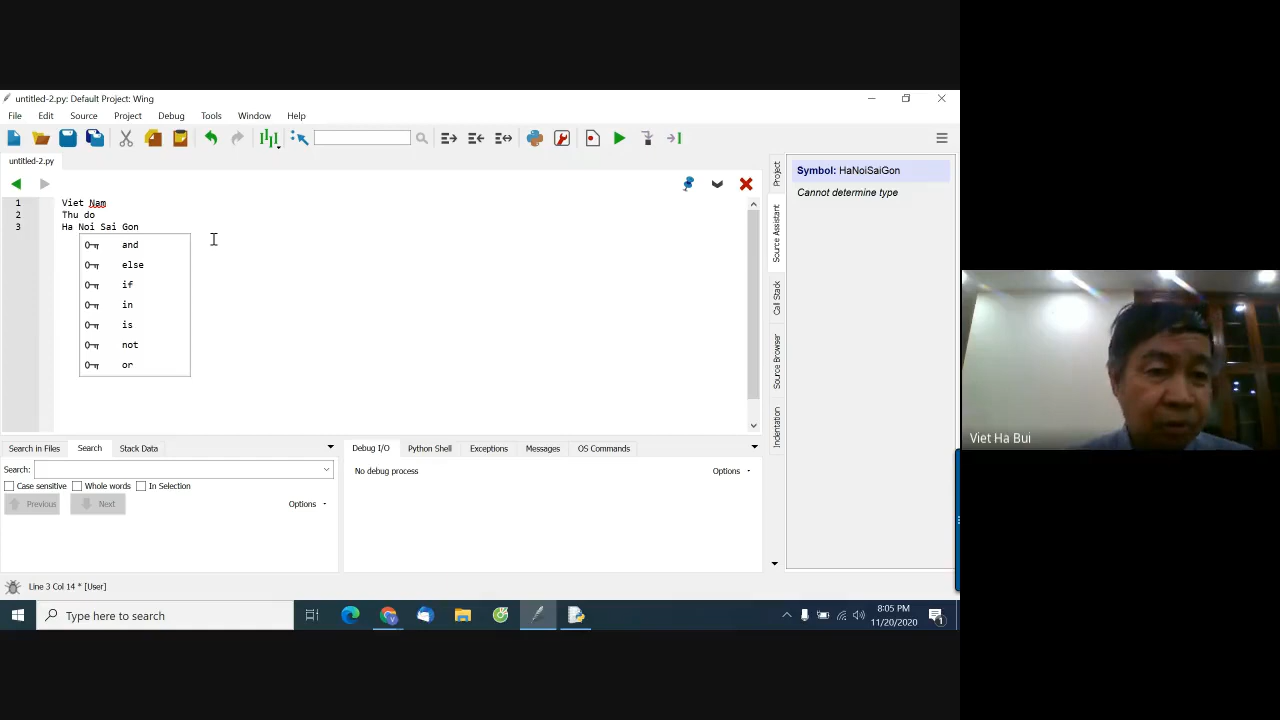 untitled-2.py: Default Project: Wing
File Edit Source Project Debug Tools Window Help
untitled-2.py
1 Viet Nam
2 Thu do
3 Ha Noi Sai Gon
and
else
if
in
is
not
or
Project
Source Assistant
Call Stack
Source Browser
Indentation
Symbol: HaNoiSaiGon
Cannot determine type
Viet Ha Bui
Search in Files Search Stack Data
Search:
Case sensitive Whole words In Selection
Previous Next Options
Debug I/O Python Shell Exceptions Messages OS Commands
No debug process Options
Line 3 Col 14 * [User]
Type here to search
8:05 PM
11/20/2020
1